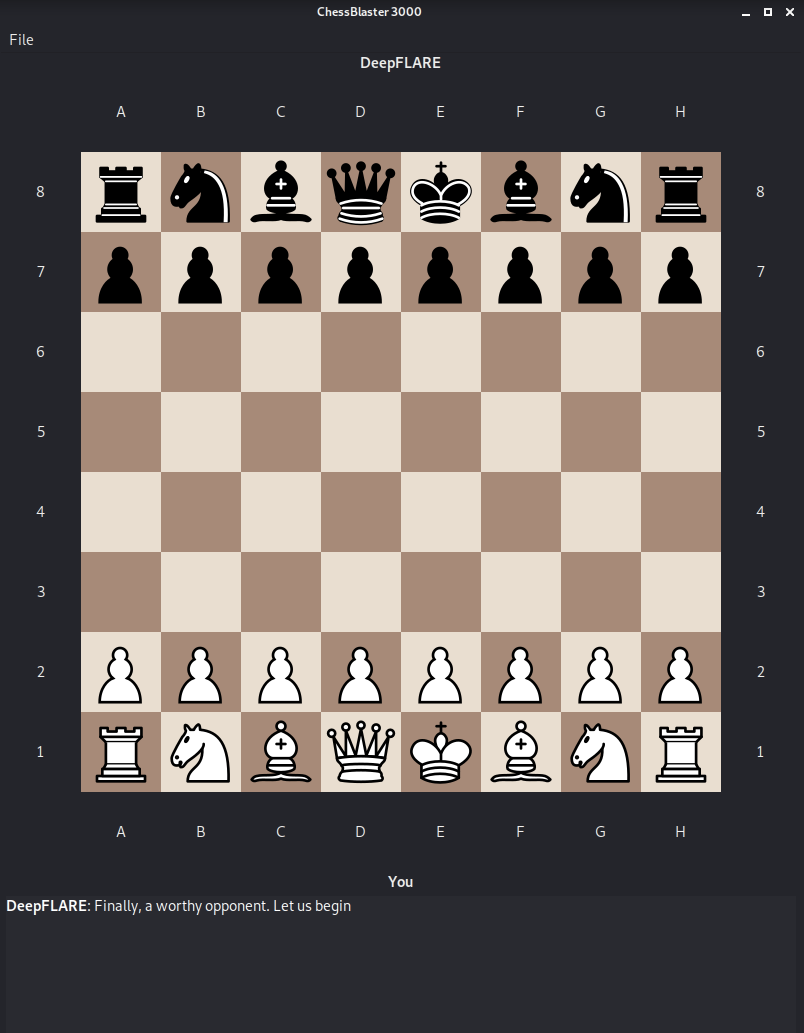 ChessBlaster 3000
File
DeepFLARE
A B C D E F G H
8 8
7 7
6 6
5 5
4 4
3 3
2 2
1 1
A B C D E F G H
You
DeepFLARE: Finally, a worthy opponent. Let us begin